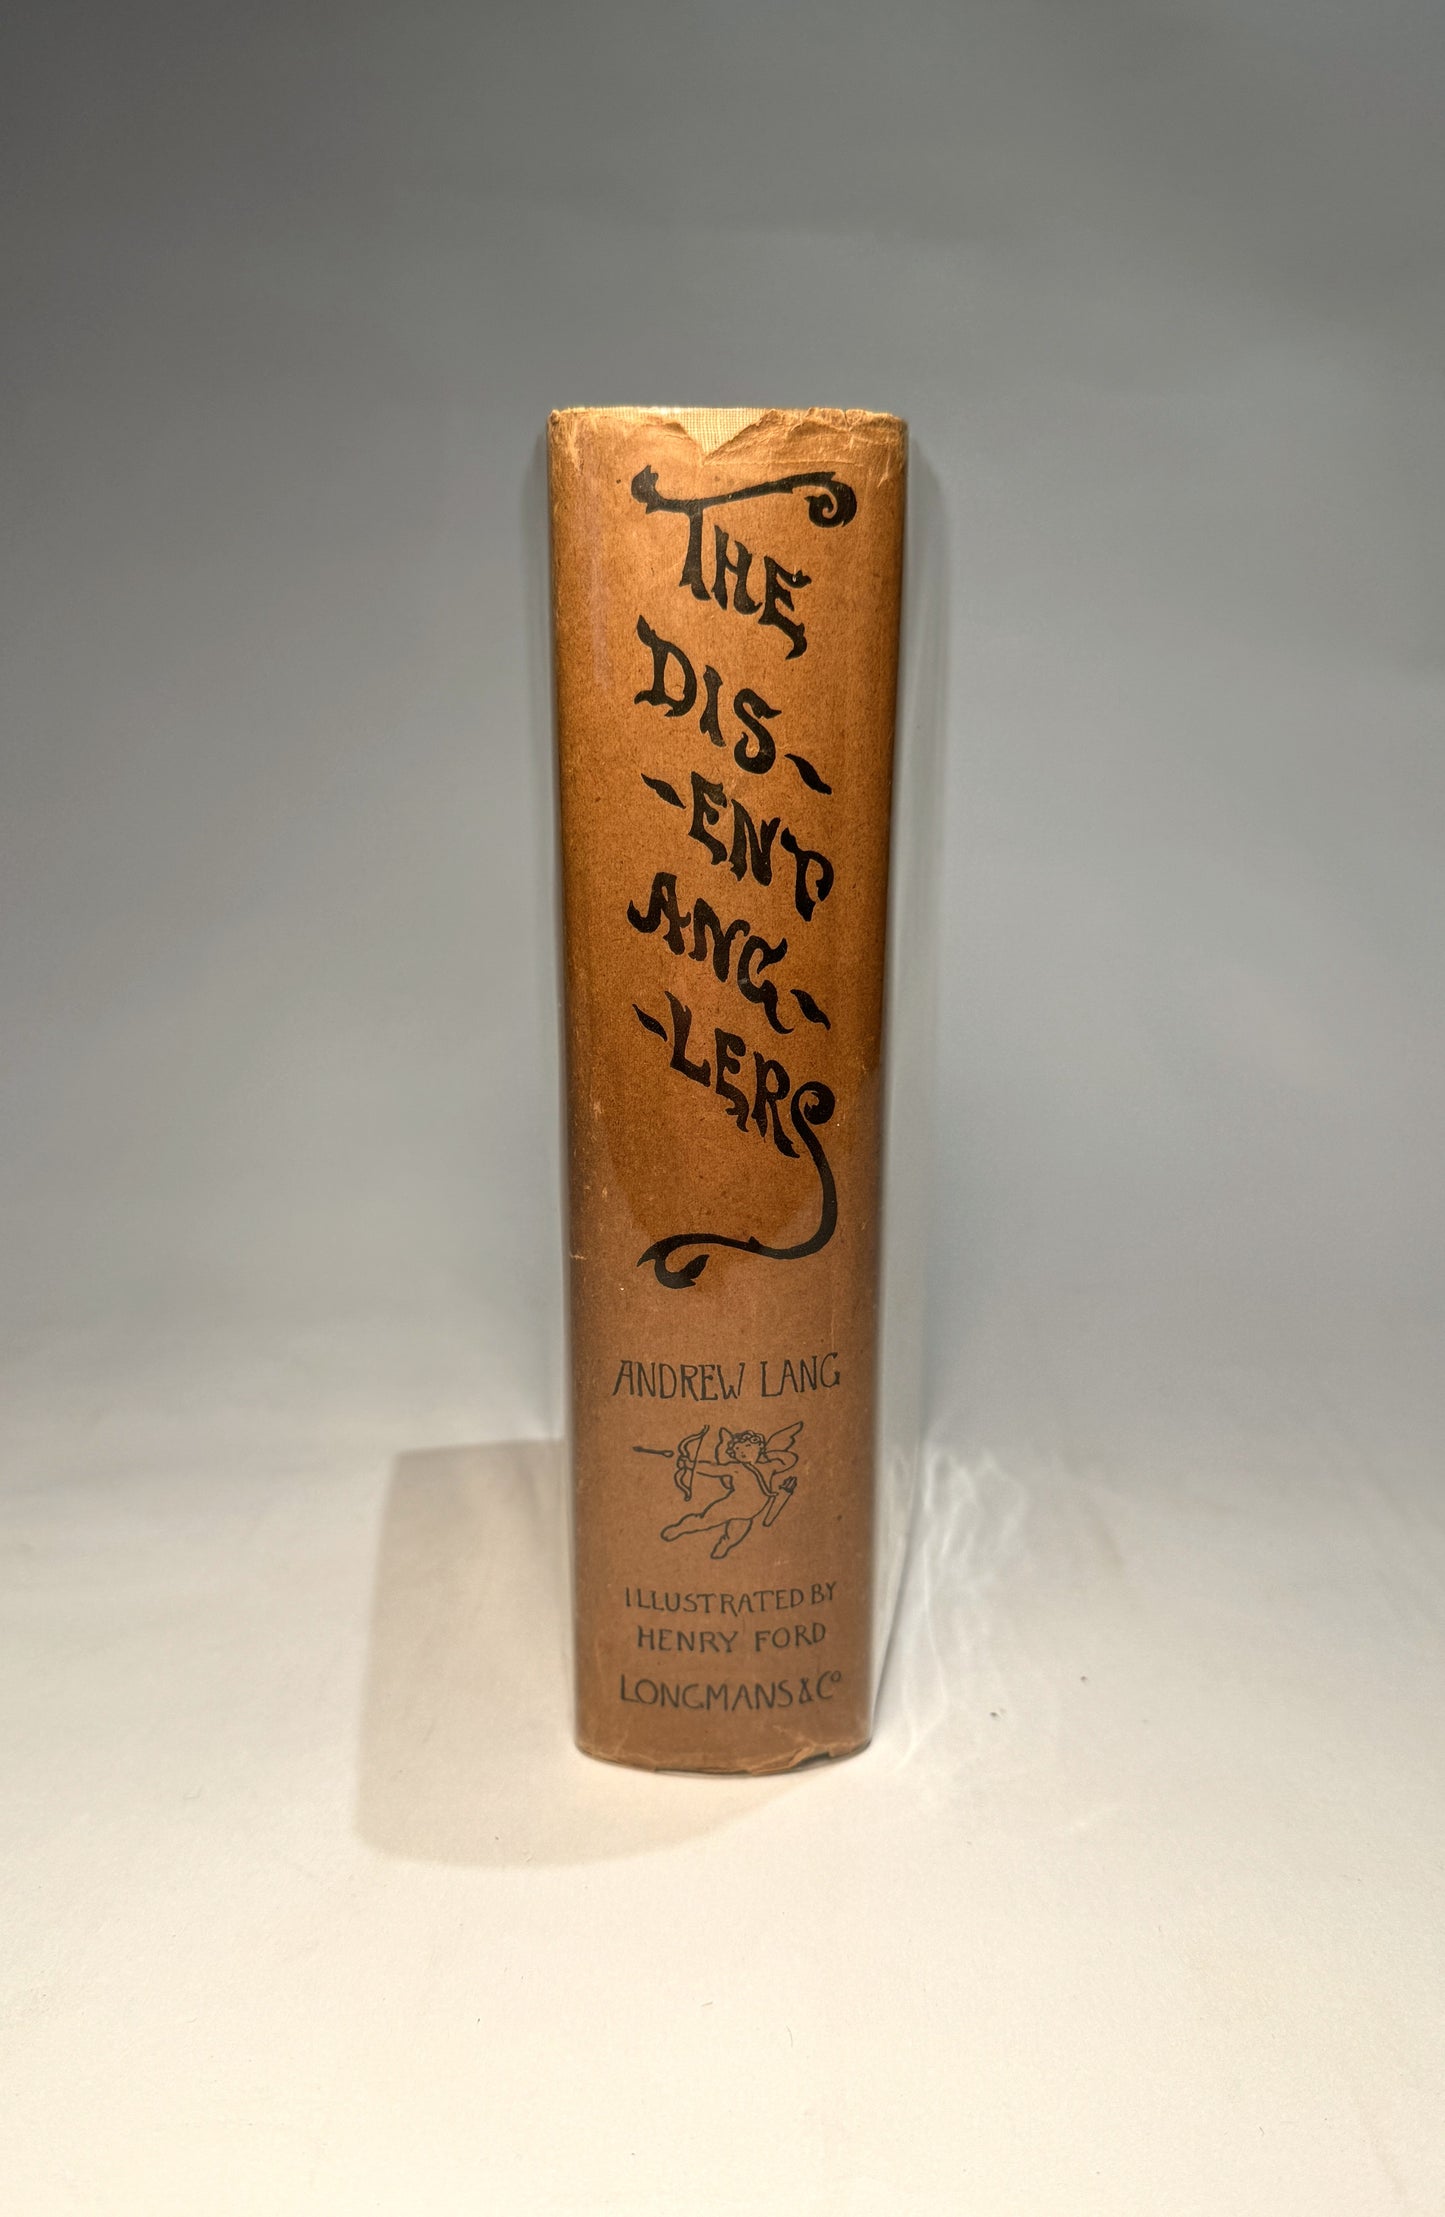 THE
DIS-
-ENT
ANG-
-LERS
ANDREW LANG
ILLUSTRATED BY
HENRY FORD
LONGMANS & Co